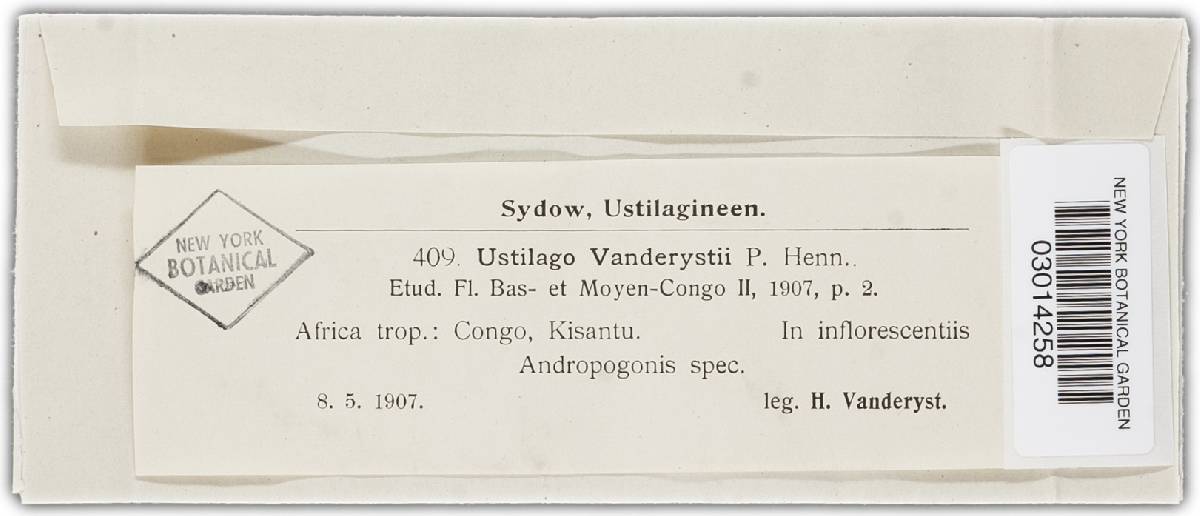 Sydow, Ustilagineen.
409. Ustilago Vanderystii P. Henn.
Etud. Fl. Bas- et Moyen-Congo II, 1907, p. 2.
Africa trop.: Congo, Kisantu. In inflorescentiis
Andropogonis spec.
8. 5. 1907. leg. H. Vanderyst.
NEW YORK
BOTANICAL
GARDEN
NEW YORK BOTANICAL GARDEN
03014258